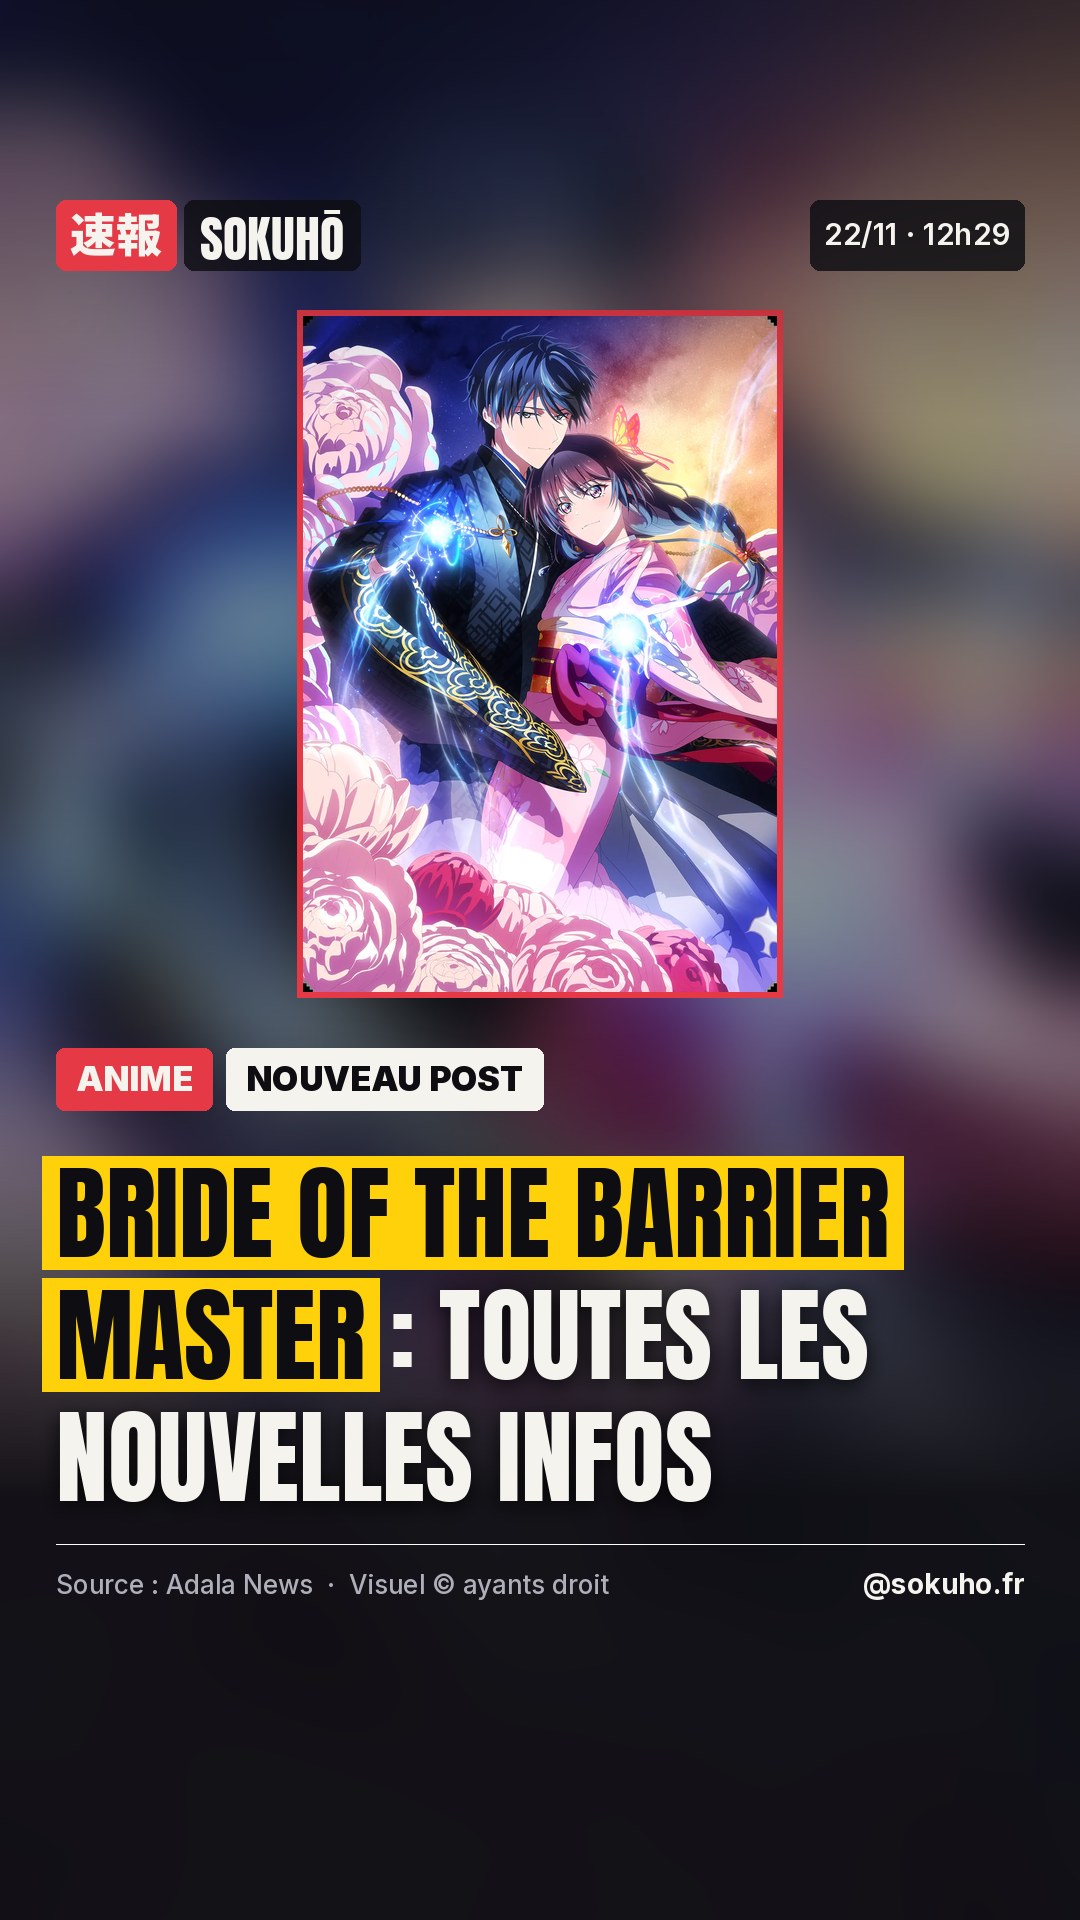 速報 SOKUHŌ
22/11 · 12h29
ANIME
NOUVEAU POST
BRIDE OF THE BARRIER
MASTER : TOUTES LES
NOUVELLES INFOS
Source : Adala News · Visuel © ayants droit
@sokuho.fr